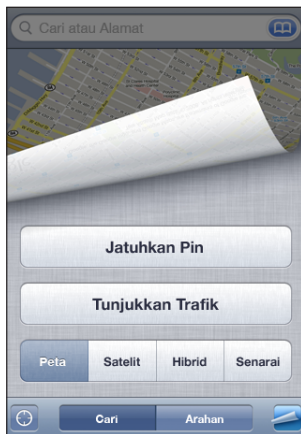 Cari atau Alamat
Jatuhkan Pin
Tunjukkan Trafik
Peta Satelit Hibrid Senarai
Cari Arahan